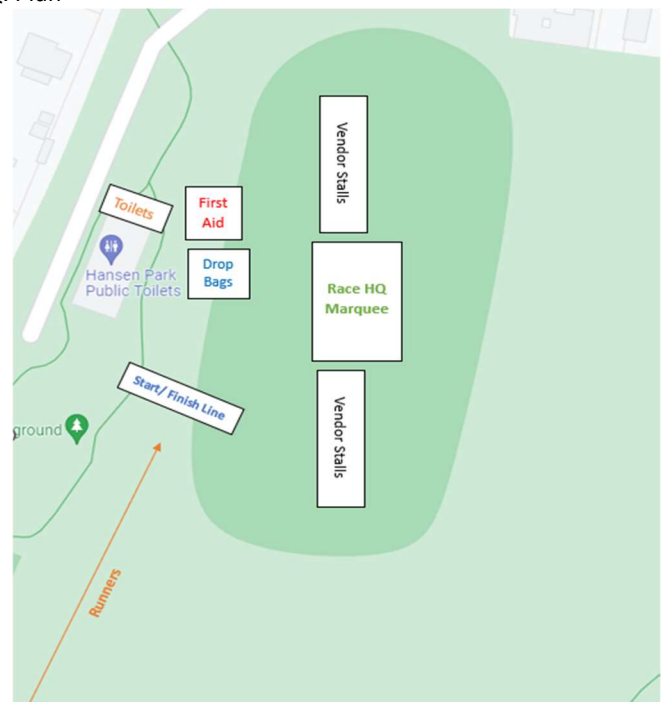 Vendor Stalls
Toilets
First
Aid
Hansen Park
Public Toilets
Drop
Bags
Race HQ
Marquee
Start/ Finish Line
ground
Vendor Stalls
Runners